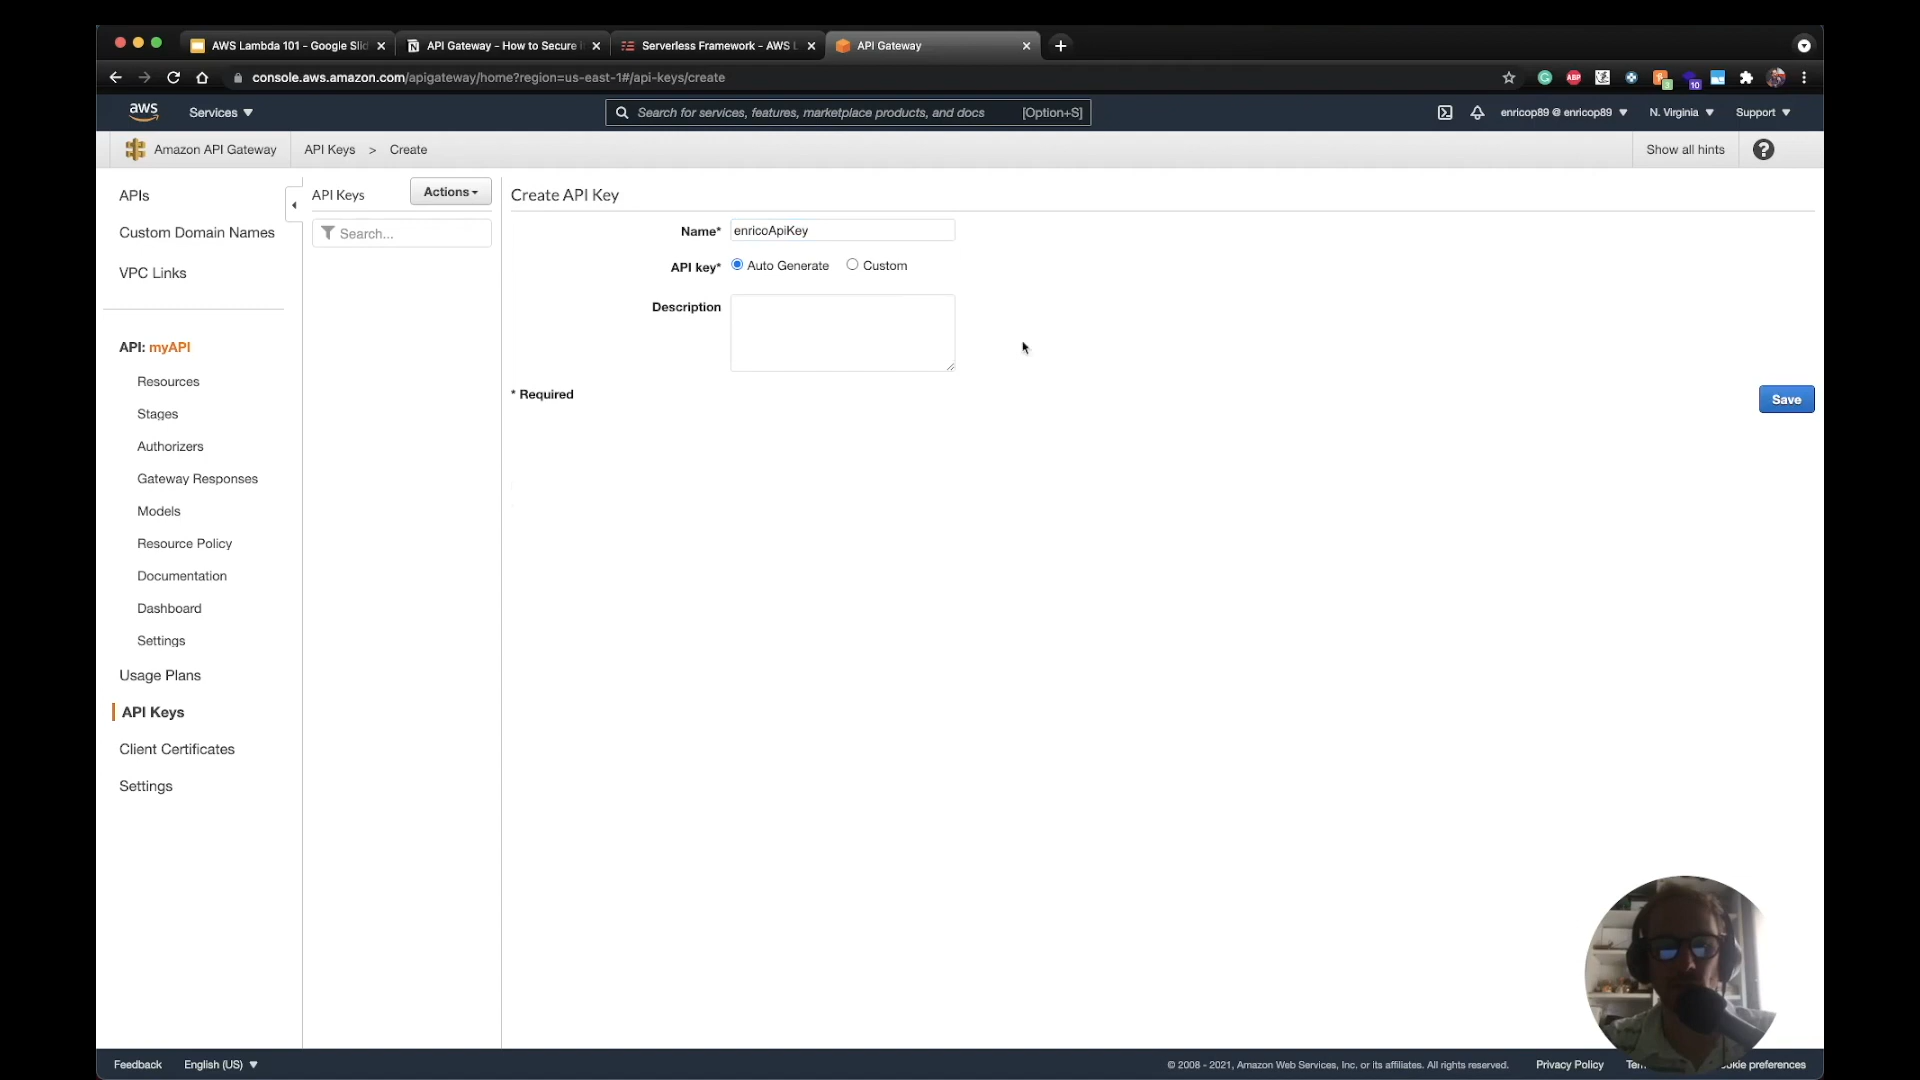 AWS Lambda 101 - Google Slid
API Gateway - How to Secure
Serverless Framework - AWS L
API Gateway
console.aws.amazon.com/apigateway/home?region=us-east-1#/api-keys/create
ABP
3
10
aws
Services
Search for services, features, marketplace products, and docs
[Option+S]
enricop89 @ enricop89
N. Virginia
Support
Amazon API Gateway
API Keys > Create
Show all hints
?
APIs
Custom Domain Names
VPC Links
API: myAPI
Resources
Stages
Authorizers
Gateway Responses
Models
Resource Policy
Documentation
Dashboard
Settings
Usage Plans
API Keys
Client Certificates
Settings
API Keys
Actions
Search...
Create API Key
Name* enricoApiKey
API key* Auto Generate Custom
Description
* Required
Save
Feedback
English (US)
© 2008 - 2021, Amazon Web Services, Inc. or its affiliates. All rights reserved.
Privacy Policy
preferences